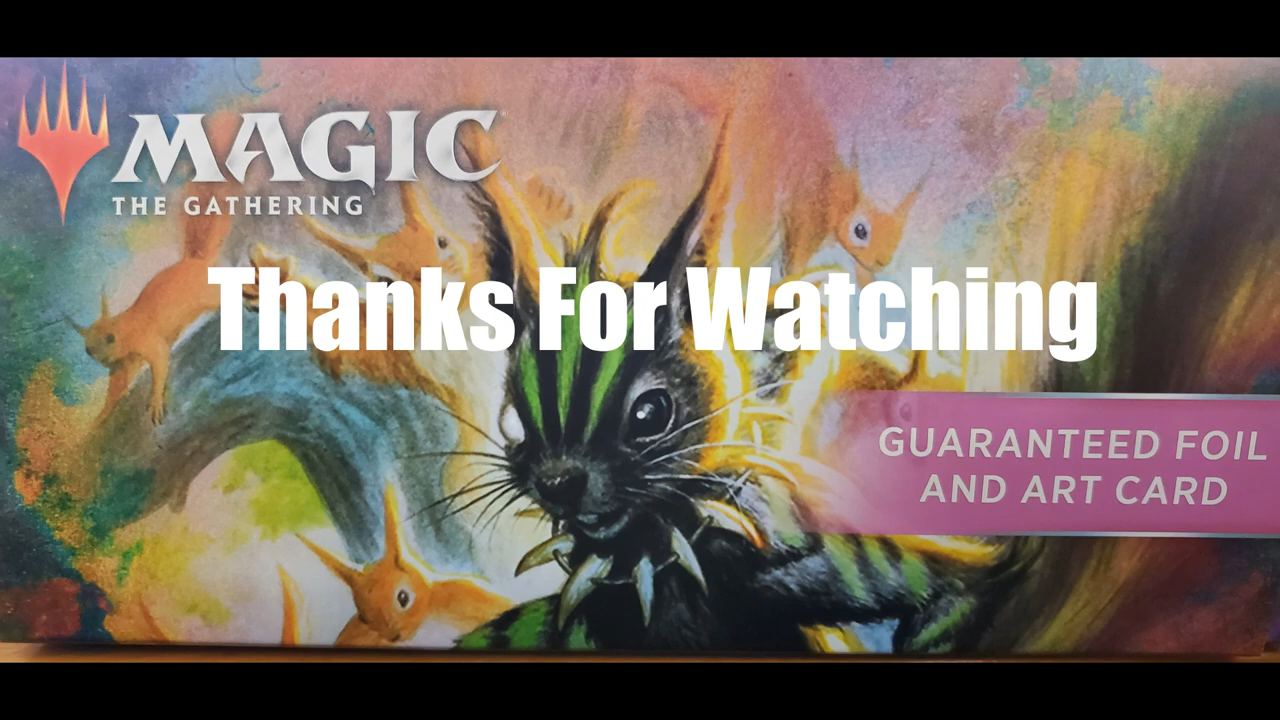 MAGIC
THE GATHERING
Thanks For Watching
GUARANTEED FOIL
AND ART CARD